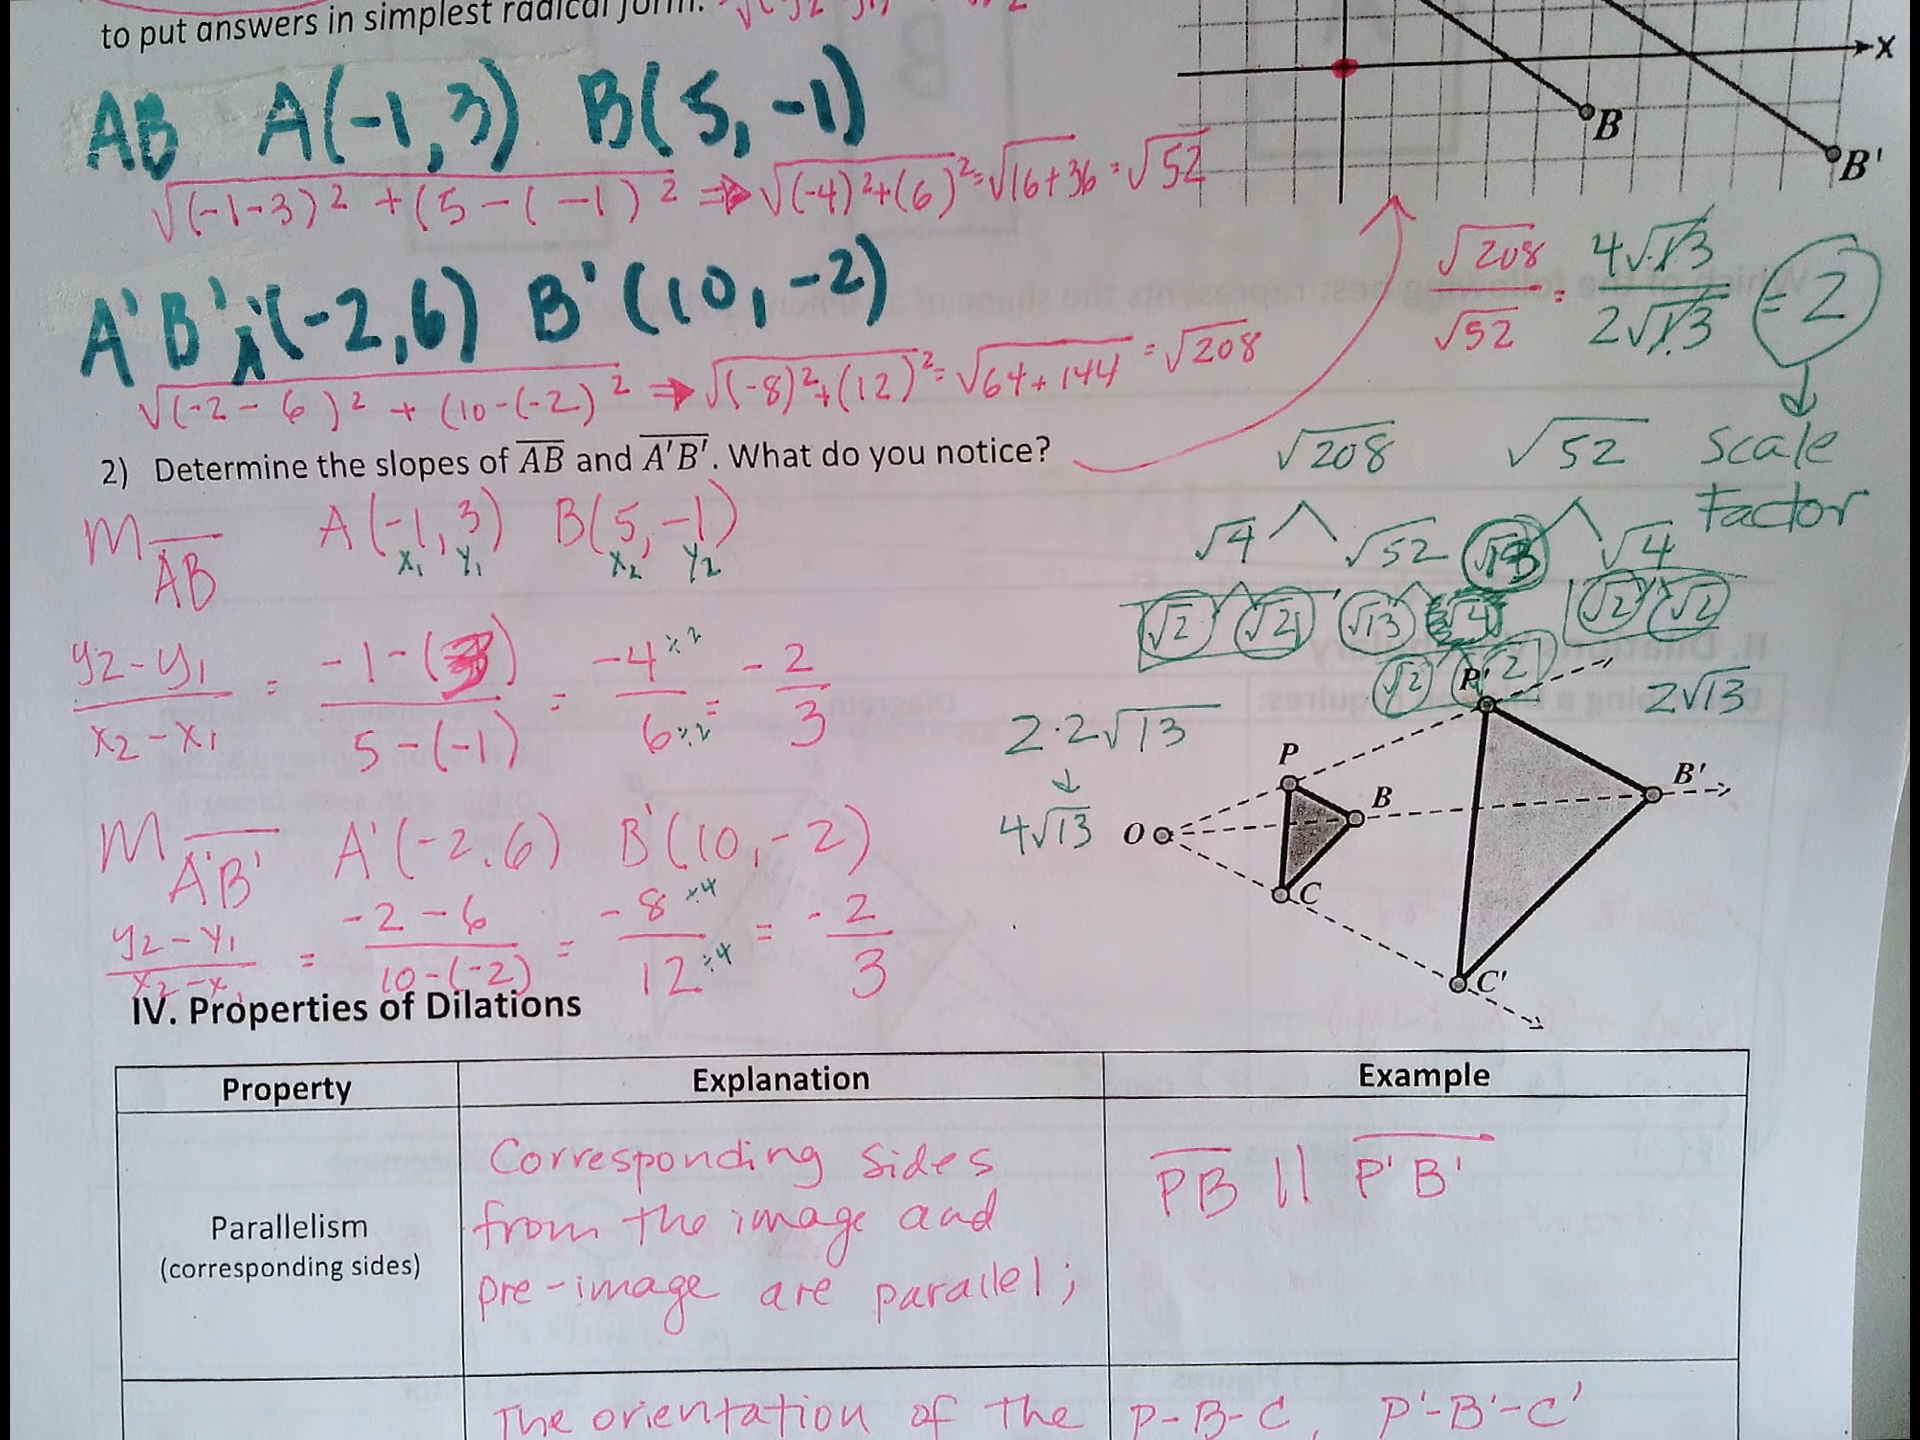 to put answers in simplest radical form.
X
B
B'
AB A(-1, 3) B(5, -1)
√(-1-3)² + (5-(-1)² → √(-4)²+(6)² = √16+36 = √52
A'B' A'(-2,6) B'(10, -2)
√(-2-6)² + (10-(-2)² → √(-8)²+(12)² = √64+144 = √208
√208/√52 = 4√13/2√13 = 2
Scale
Factor
2) Determine the slopes of AB and A'B'. What do you notice?
√208 √52
√4 √52 √13 √4
√2 √2 √13 √4 √2 √2
√2 √2
2·2√13
4√13
2√13
m AB A(-1, 3) B(5, -1)
x₁ y₁ x₂ y₂
y2-y1/x2-x1 = -1-(3)/5-(-1) = -4÷2/6÷2 = -2/3
m A'B' A'(-2,6) B'(10,-2)
y2-y1/x2-x1 = -2-6/10-(-2) = -8÷4/12÷4 = -2/3
P'
P
B
B'
O
C
C'
IV. Properties of Dilations
Property Explanation Example
Parallelism
(corresponding sides)
Corresponding sides
from the image and
pre-image are parallel;
PB || P'B'
The orientation of the
P-B-C, P'-B'-C'